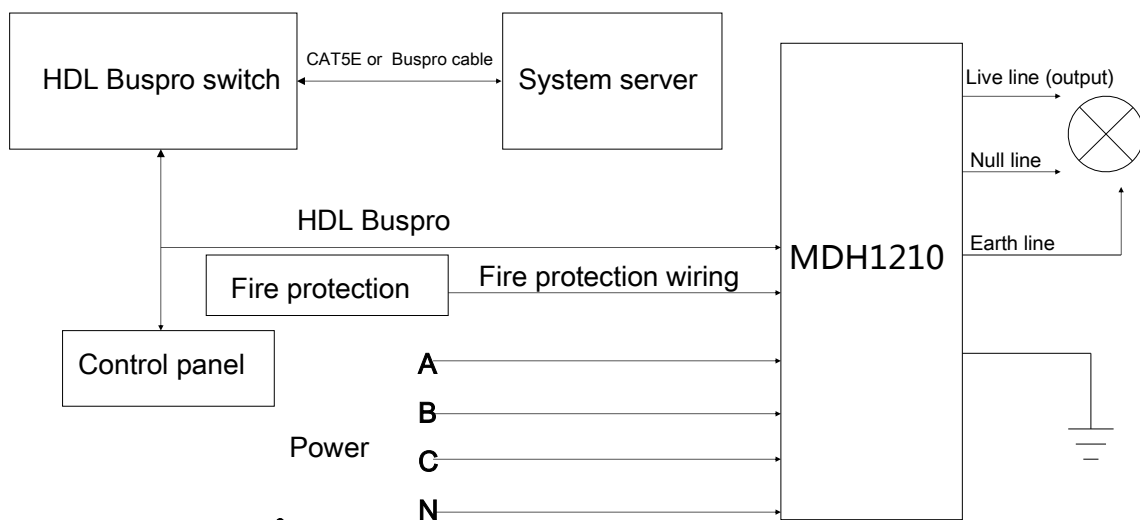 CAT5E or Buspro cable
HDL Buspro switch
System server
Live line (output)
Null line
HDL Buspro
Earth line
MDH1210
Fire protection
Fire protection wiring
Control panel
A
B
Power
C
N